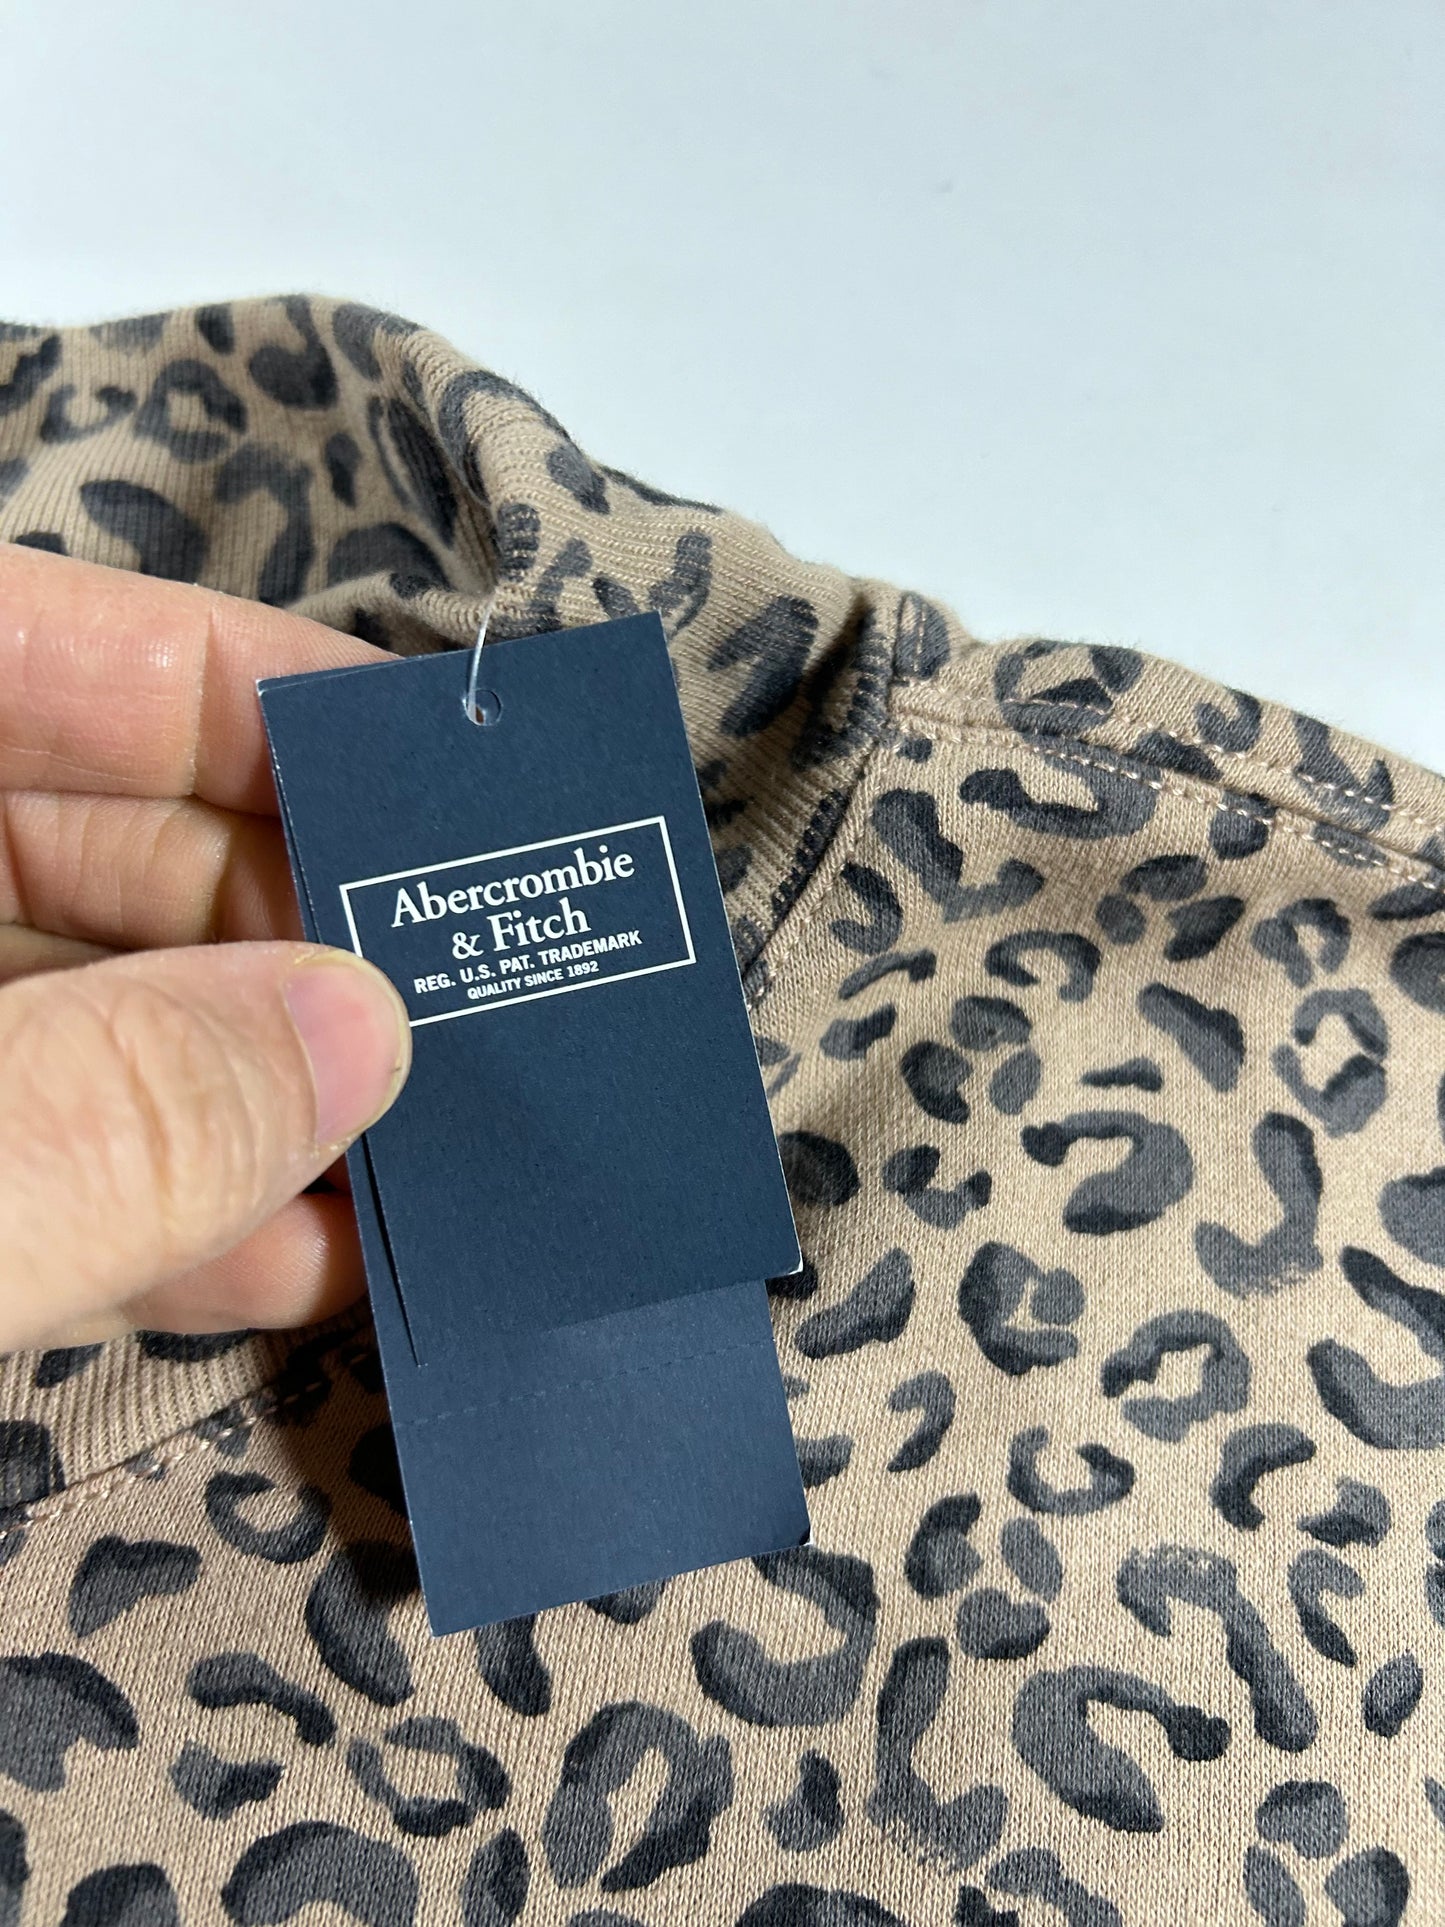 Abercrombie
& Fitch
REG. U.S. PAT. TRADEMARK
QUALITY SINCE 1892